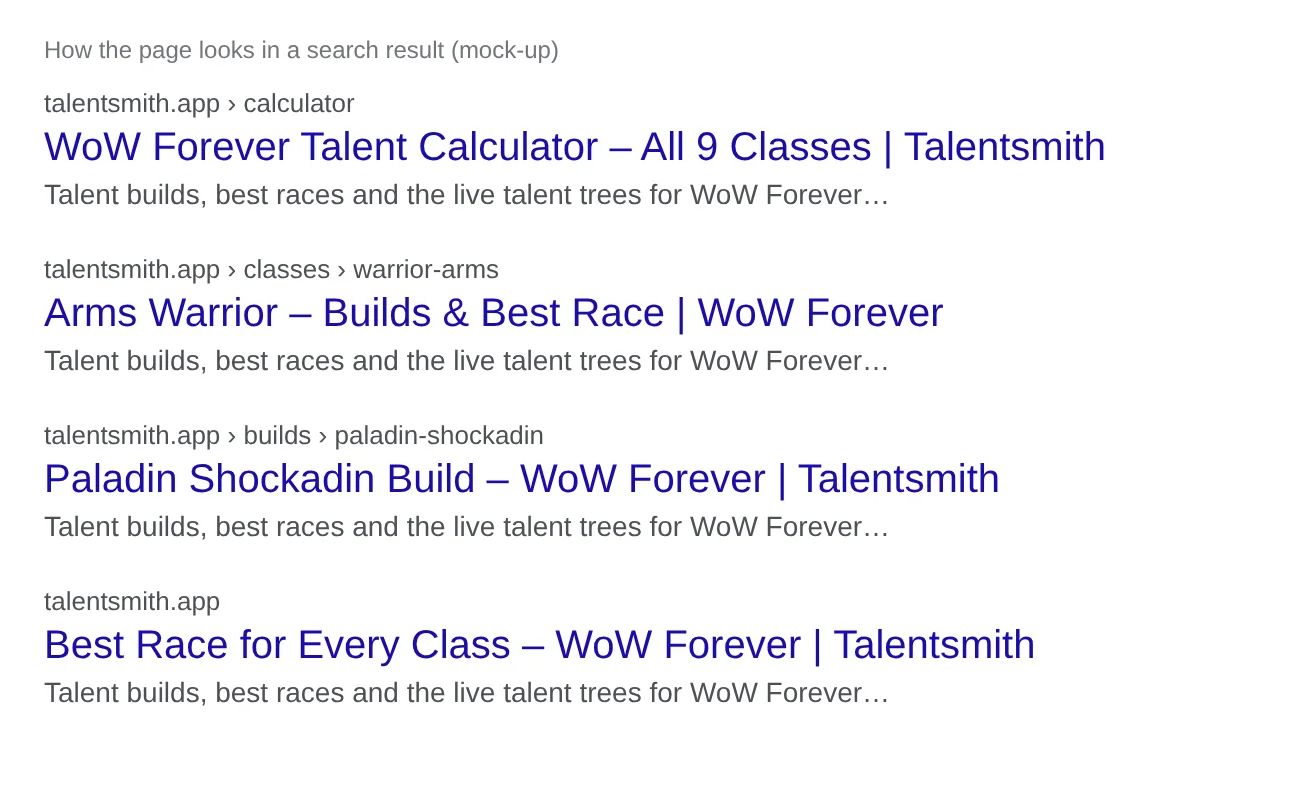 How the page looks in a search result (mock-up)
talentsmith.app › calculator
WoW Forever Talent Calculator – All 9 Classes | Talentsmith
Talent builds, best races and the live talent trees for WoW Forever…
talentsmith.app › classes › warrior-arms
Arms Warrior – Builds & Best Race | WoW Forever
Talent builds, best races and the live talent trees for WoW Forever…
talentsmith.app › builds › paladin-shockadin
Paladin Shockadin Build – WoW Forever | Talentsmith
Talent builds, best races and the live talent trees for WoW Forever…
talentsmith.app
Best Race for Every Class – WoW Forever | Talentsmith
Talent builds, best races and the live talent trees for WoW Forever…